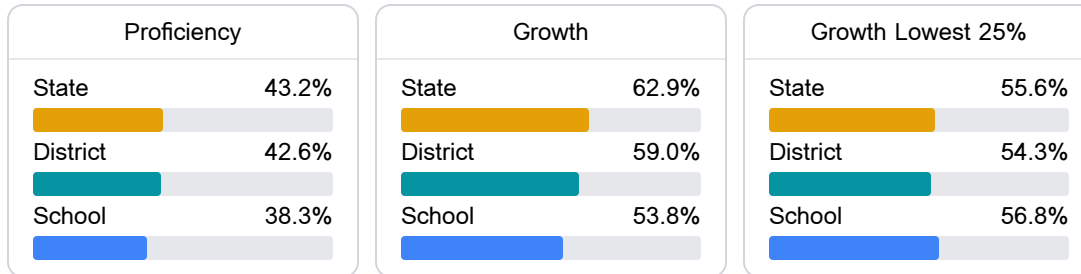 Proficiency
State 43.2%
District 42.6%
School 38.3%
Growth
State 62.9%
District 59.0%
School 53.8%
Growth Lowest 25%
State 55.6%
District 54.3%
School 56.8%